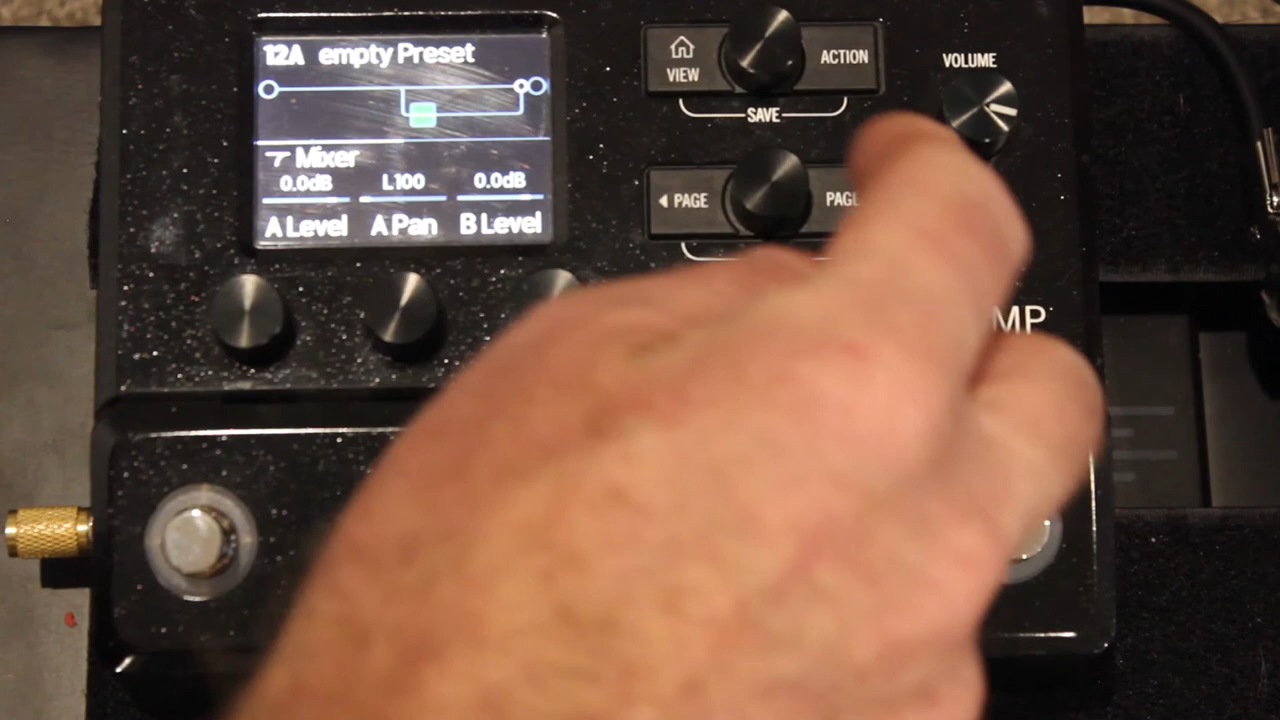 12A empty Preset
Mixer
0.0dB L100 0.0dB
A Level A Pan B Level
VIEW
ACTION
SAVE
VOLUME
PAGE